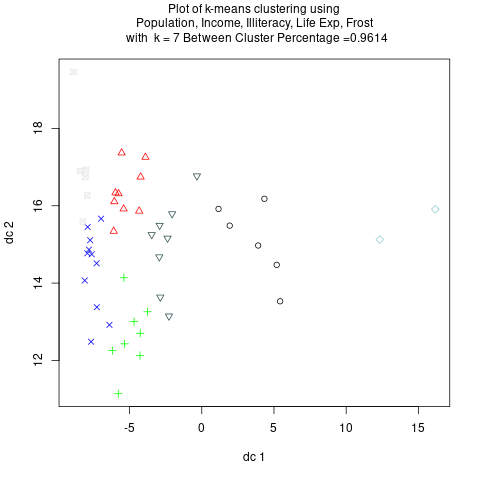 Plot of k-means clustering using
Population, Income, Illiteracy, Life Exp, Frost
with k = 7 Between Cluster Percentage =0.9614
18
16
14
12
dc 2
-5 0 5 10 15
dc 1